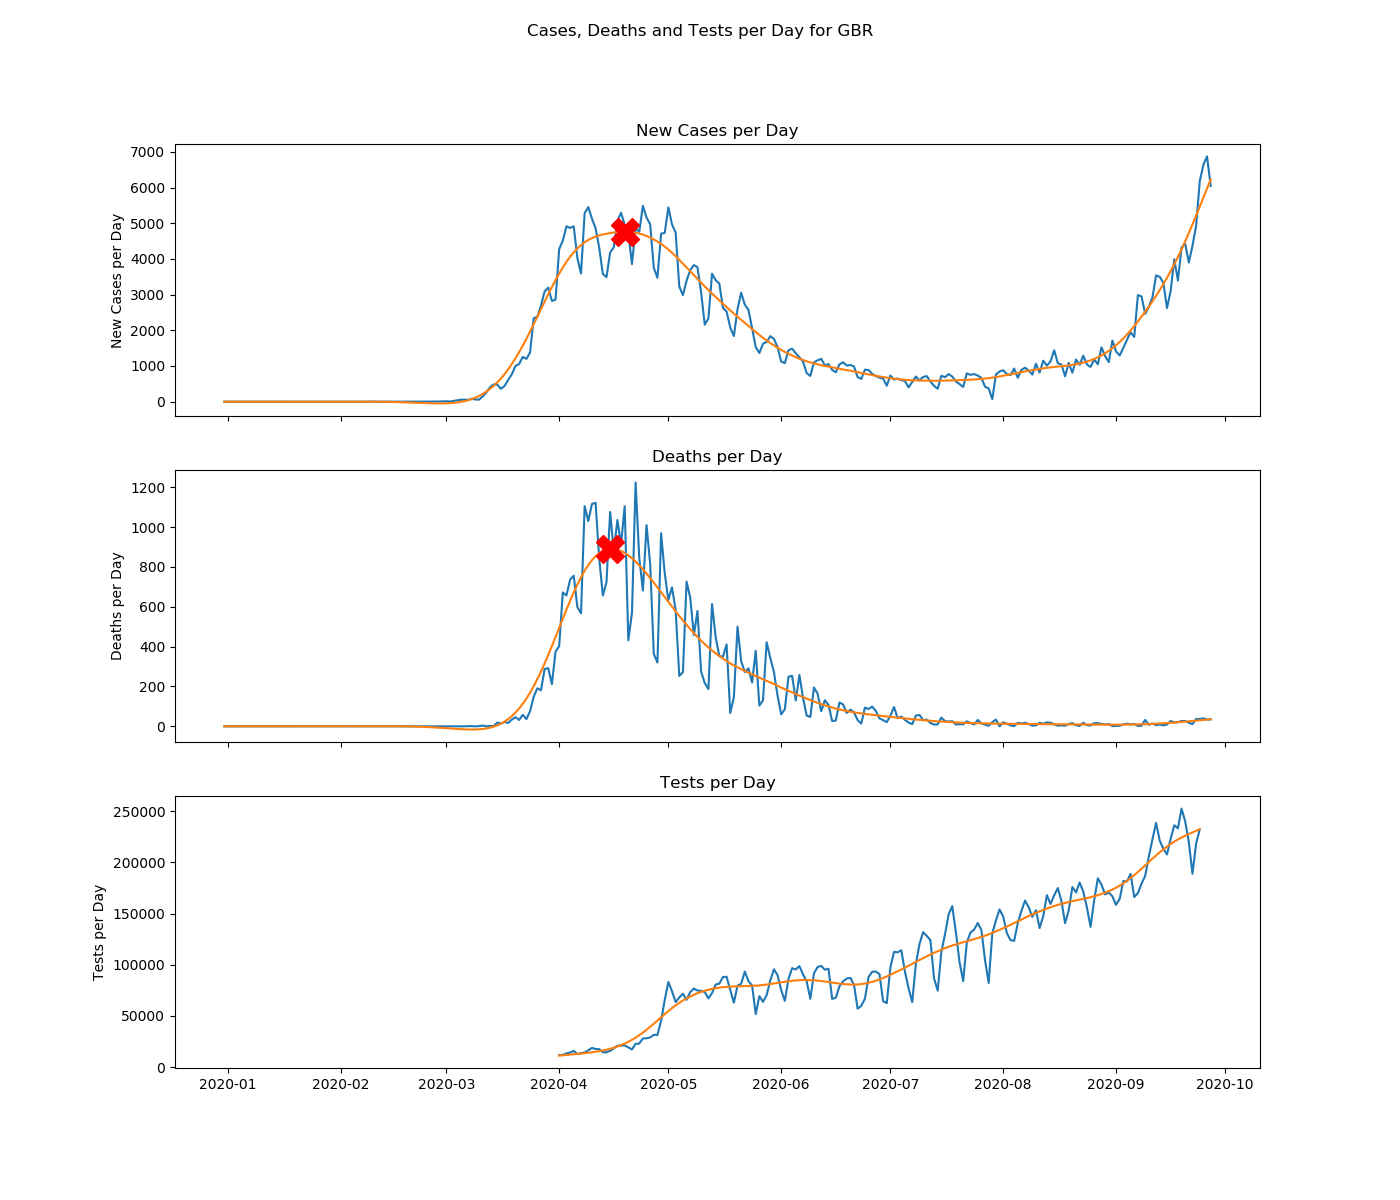 Cases, Deaths and Tests per Day for GBR
New Cases per Day
7000
6000
5000
4000
3000
2000
1000
0
New Cases per Day
Deaths per Day
1200
1000
800
600
400
200
0
Deaths per Day
Tests per Day
250000
200000
150000
100000
50000
0
Tests per Day
2020-01 2020-02 2020-03 2020-04 2020-05 2020-06 2020-07 2020-08 2020-09 2020-10